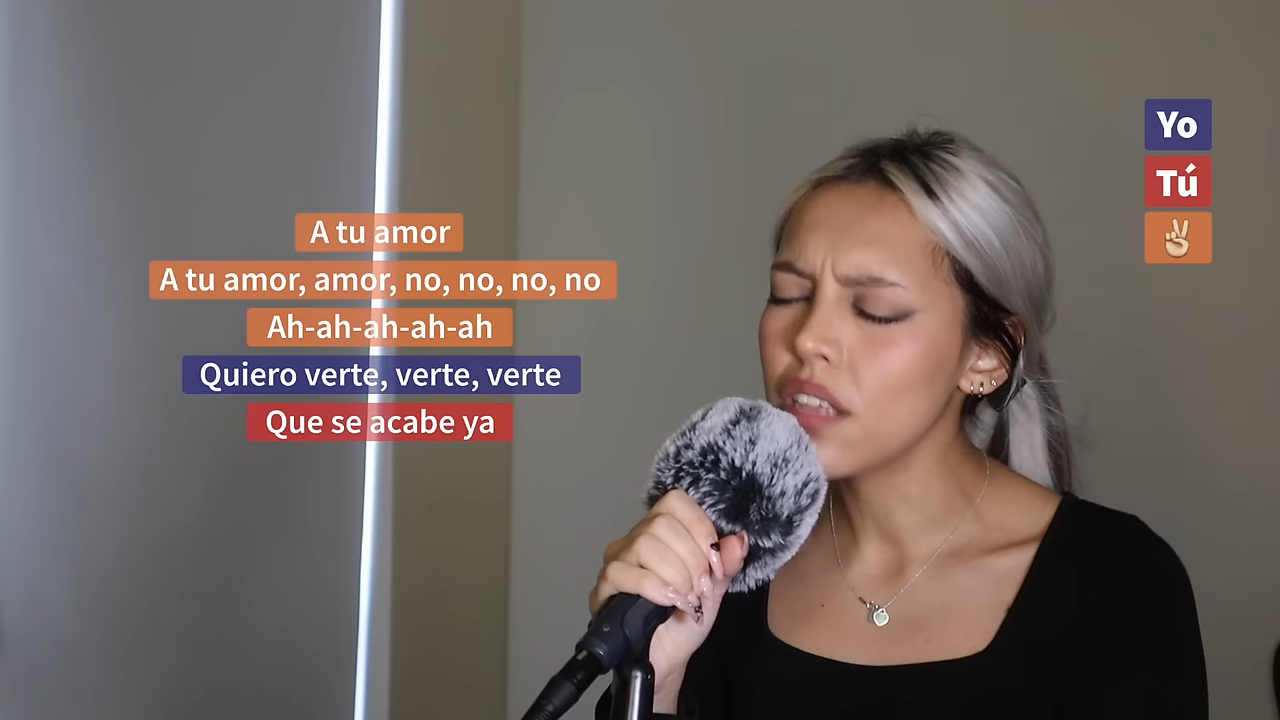 A tu amor
A tu amor, amor, no, no, no, no
Ah-ah-ah-ah-ah
Quiero verte, verte, verte
Que se acabe ya
Yo
Tú
✌